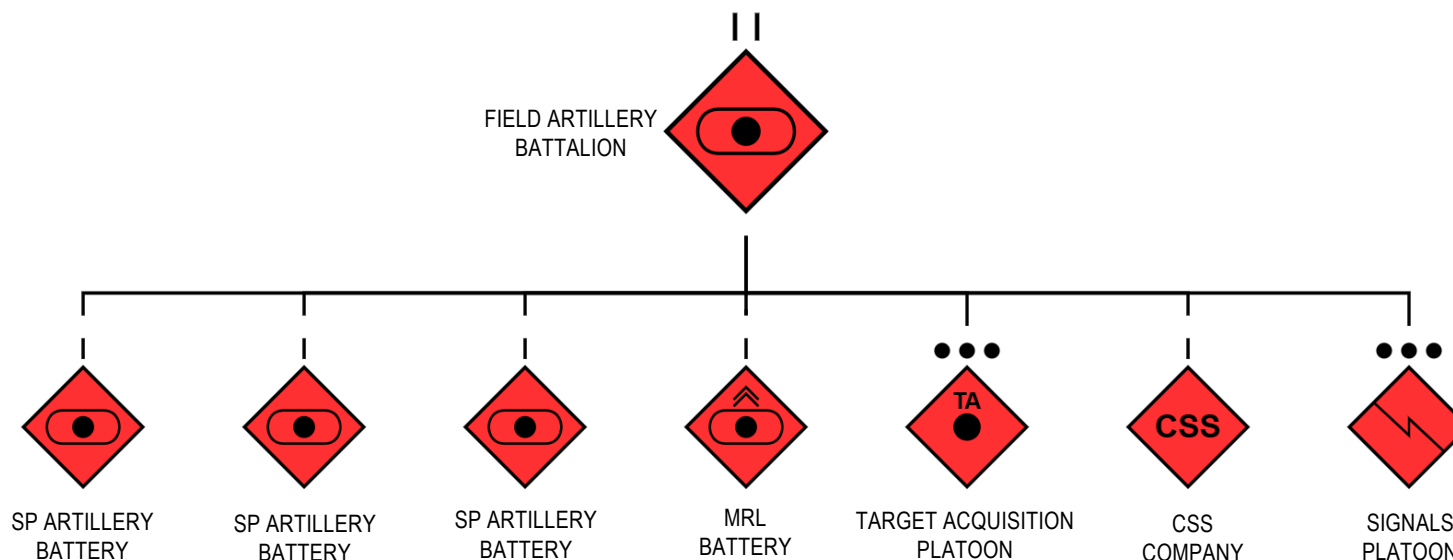 FIELD ARTILLERY
BATTALION
TA
CSS
SP ARTILLERY
BATTERY
SP ARTILLERY
BATTERY
SP ARTILLERY
BATTERY
MRL
BATTERY
TARGET ACQUISITION
PLATOON
CSS
COMPANY
SIGNALS
PLATOON